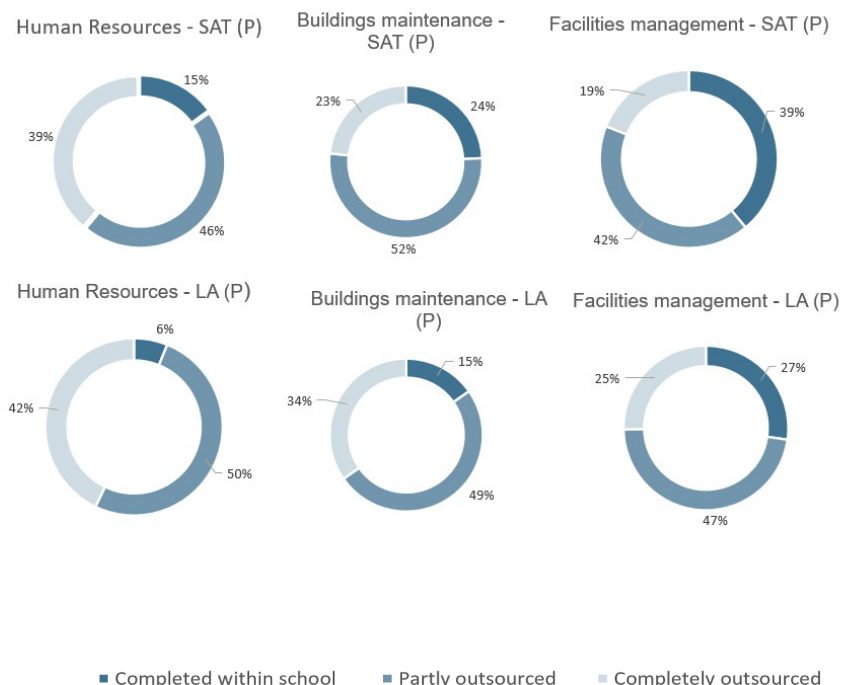 Human Resources - SAT (P)
15%
39%
46%
Buildings maintenance -
SAT (P)
23%
24%
52%
Facilities management - SAT (P)
19%
39%
42%
Human Resources - LA (P)
6%
42%
50%
Buildings maintenance - LA
(P)
15%
34%
49%
Facilities management - LA (P)
25%
27%
47%
Completed within school
Partly outsourced
Completely outsourced